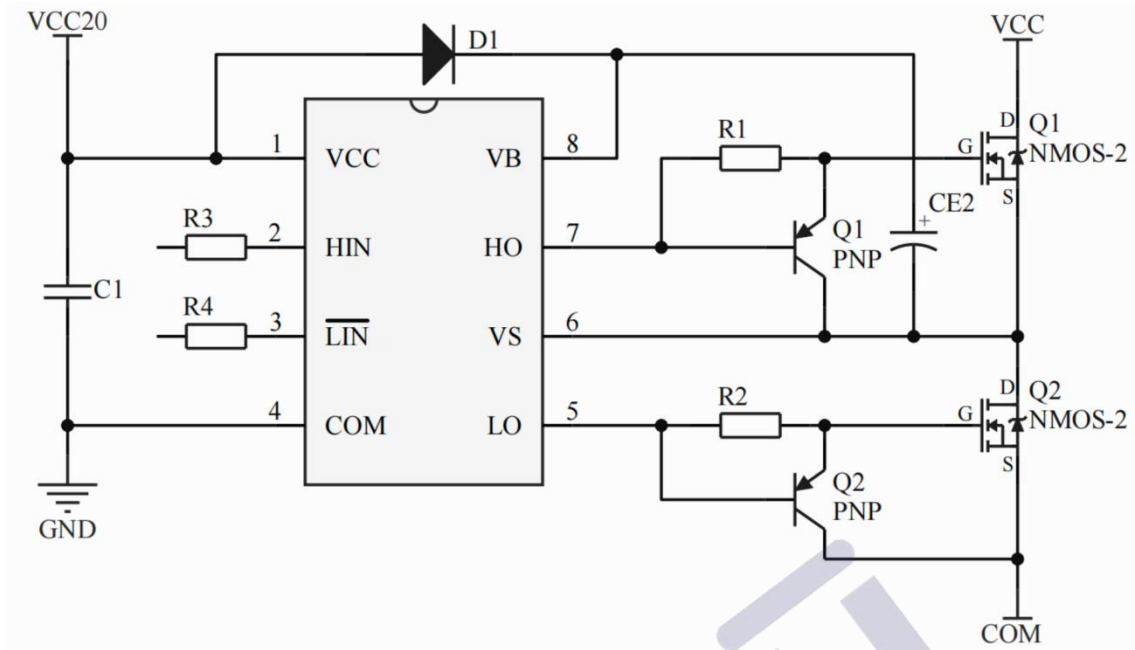 VCC20
VCC
D1
1
VCC
VB
8
R1
D
Q1
G
NMOS-2
S
R3
2
HIN
HO
7
Q1
PNP
CE2
+
C1
R4
3
LIN
VS
6
4
COM
LO
5
R2
D
Q2
G
NMOS-2
S
Q2
PNP
GND
COM